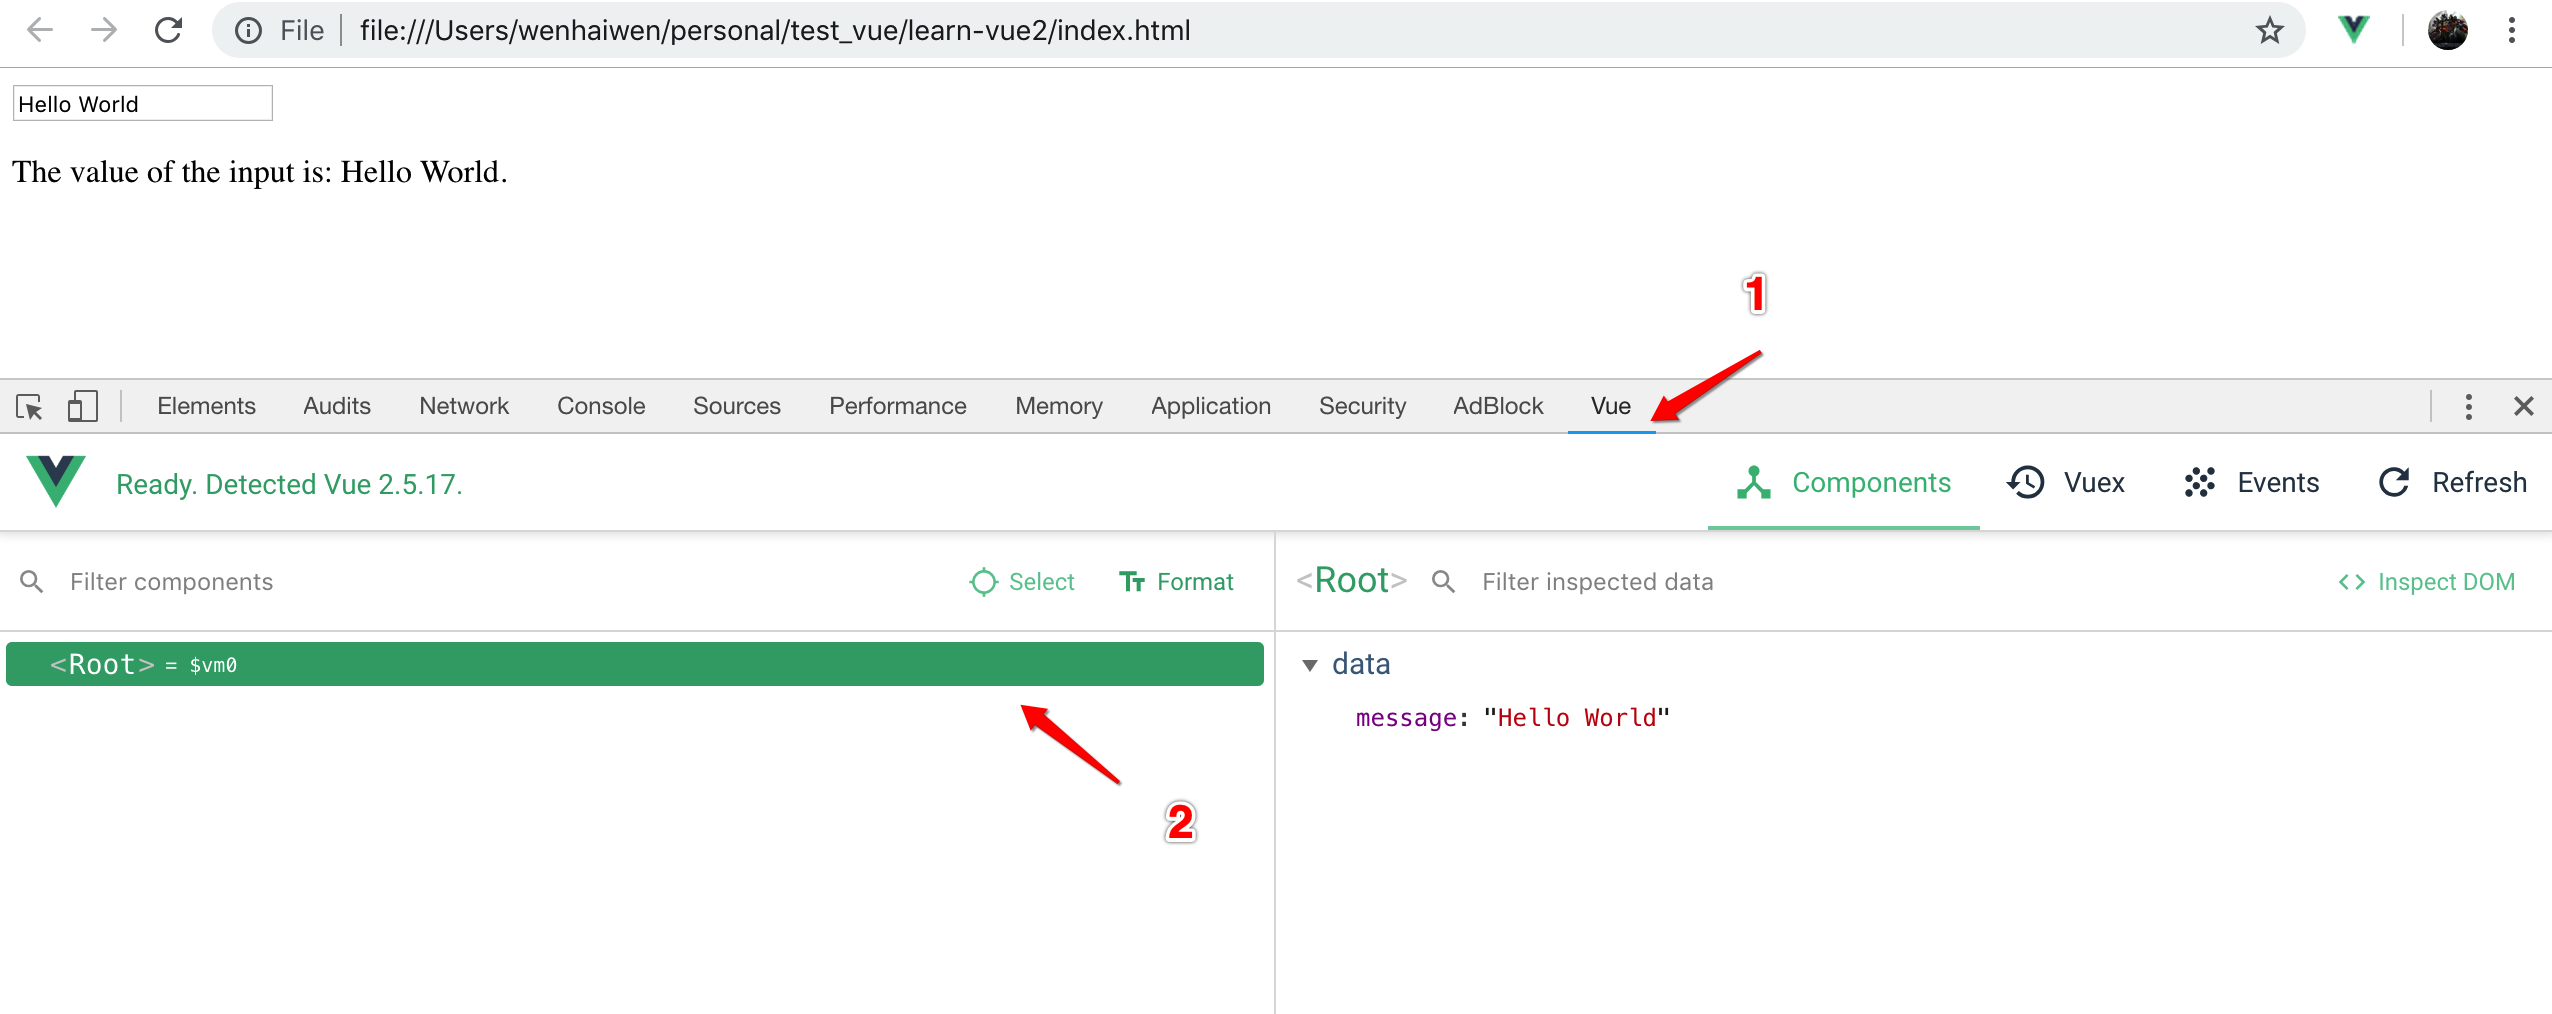 File file:///Users/wenhaiwen/personal/test_vue/learn-vue2/index.html
Hello World
The value of the input is: Hello World.
1
Elements Audits Network Console Sources Performance Memory Application Security AdBlock Vue
Ready. Detected Vue 2.5.17. Components Vuex Events Refresh
Filter components Select Format <Root> Filter inspected data <> Inspect DOM
<Root> = $vm0
data
message: "Hello World"
2